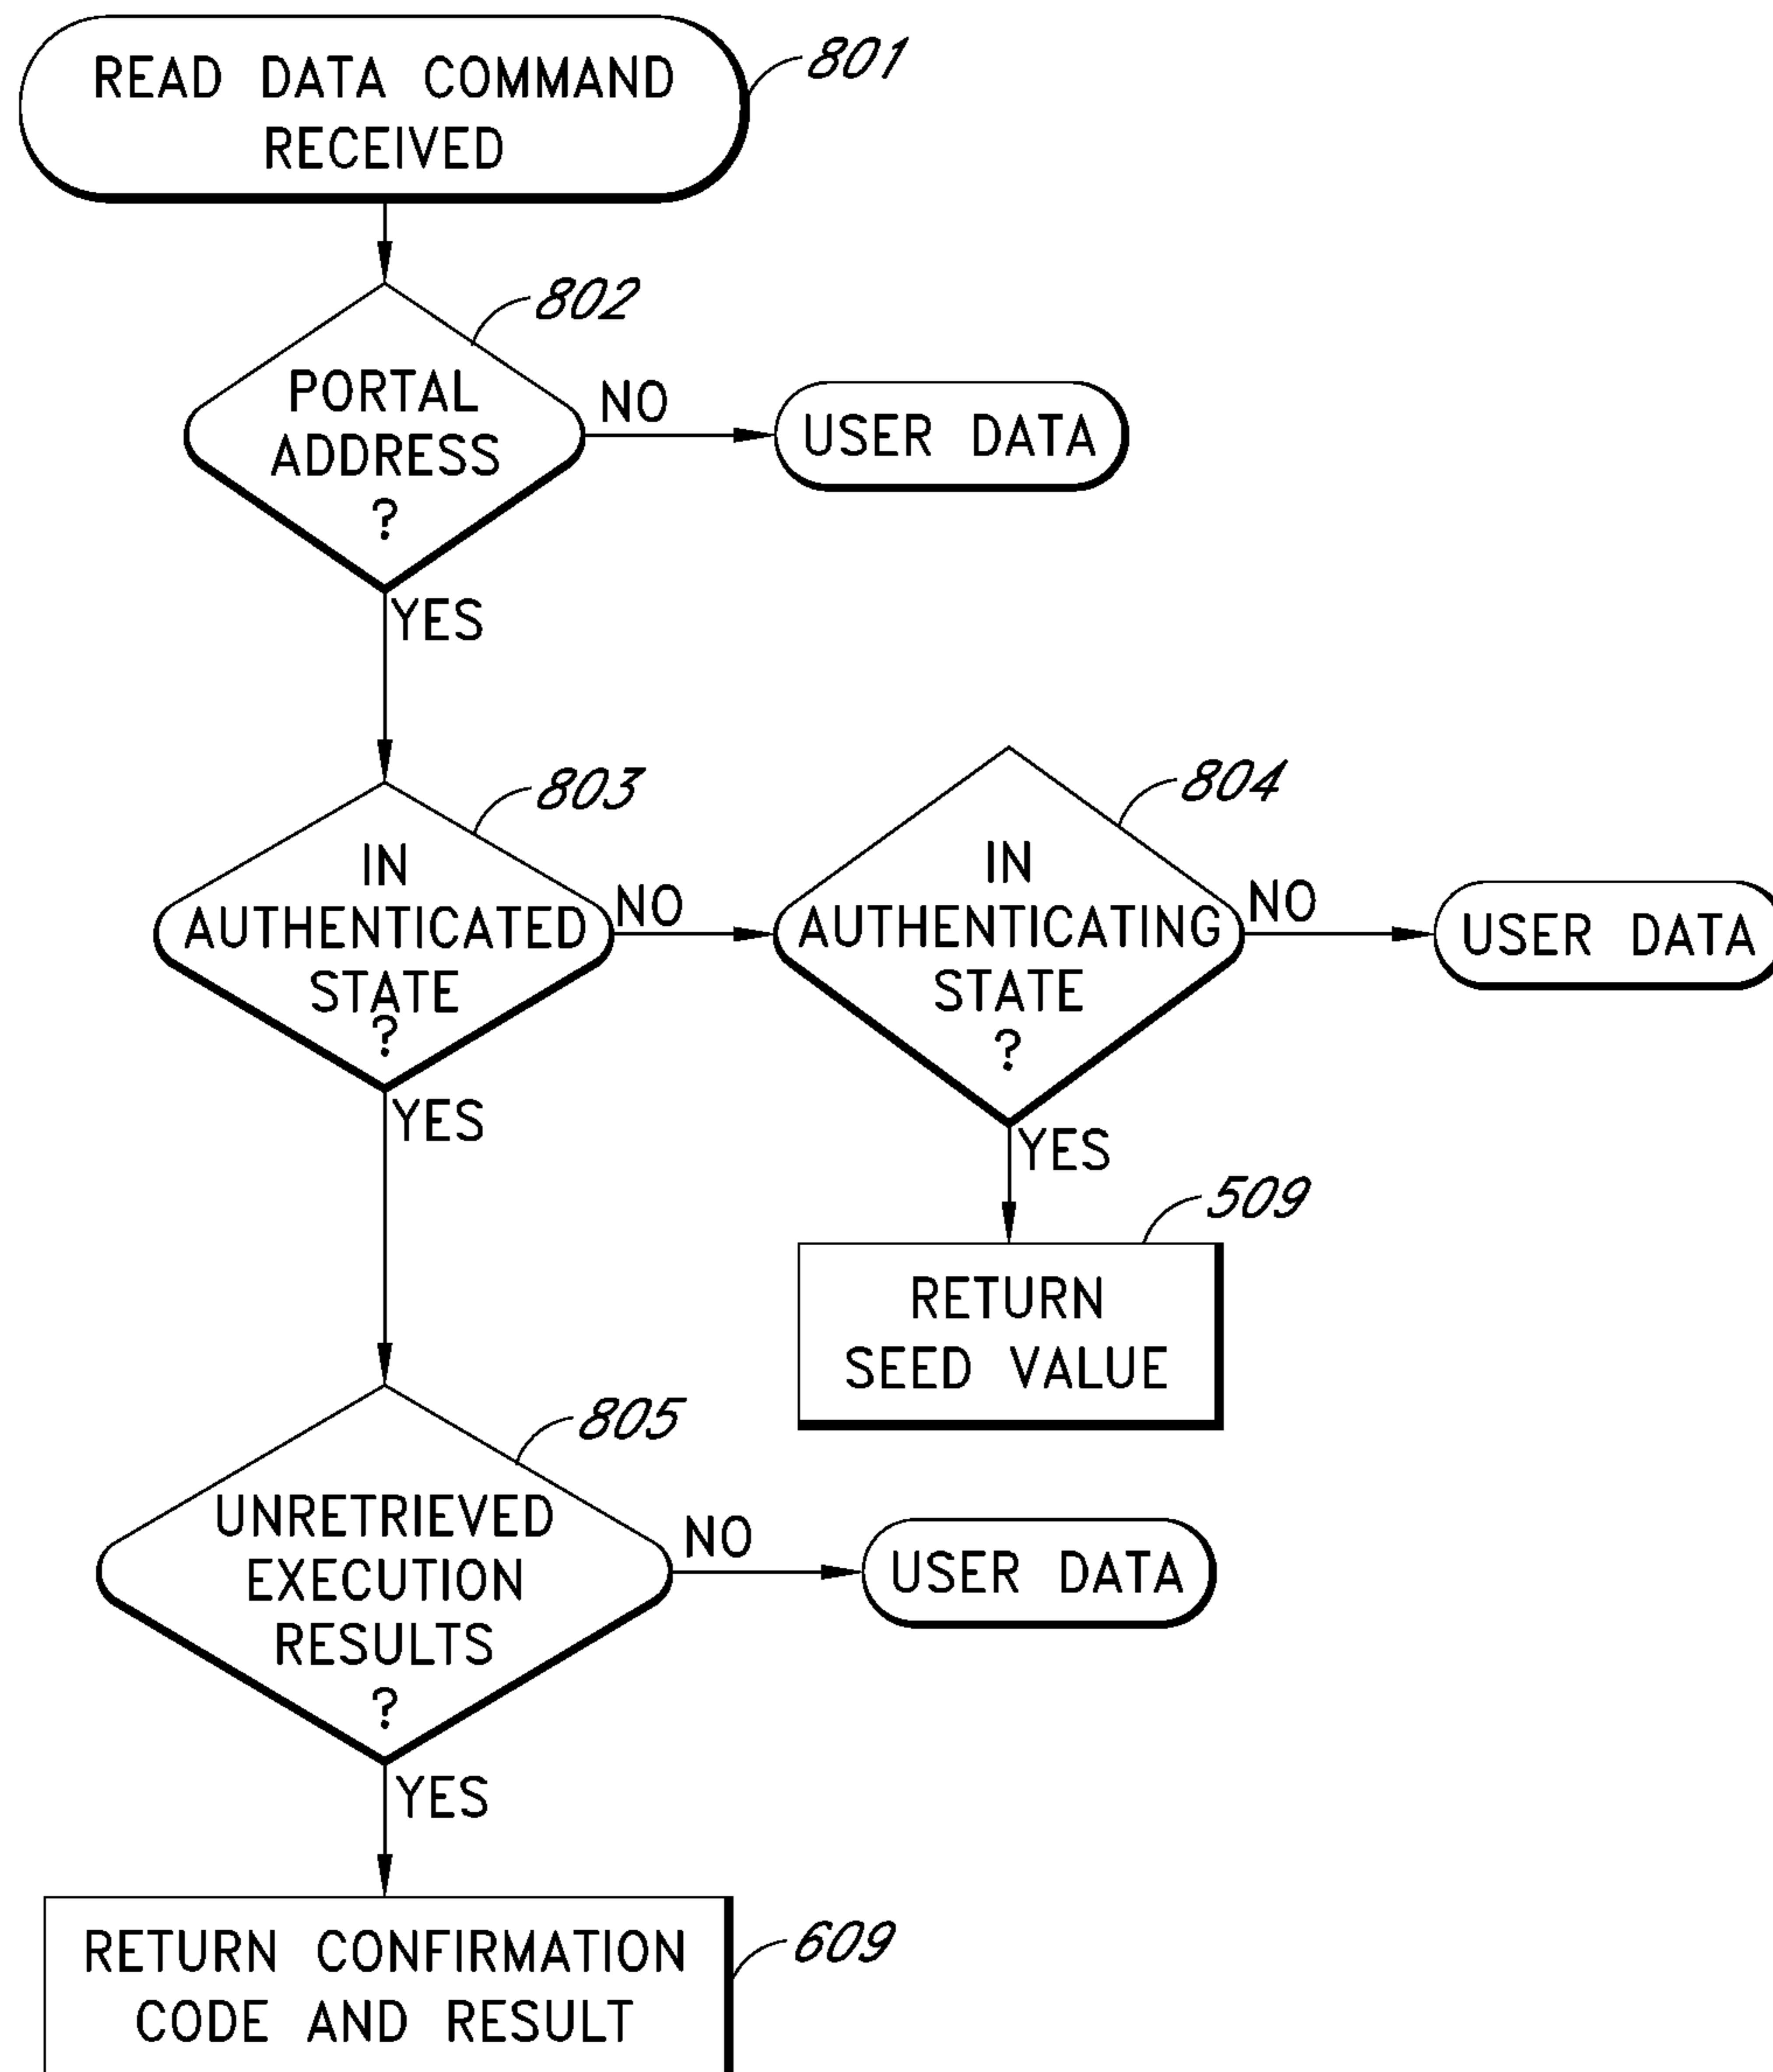 READ DATA COMMAND
RECEIVED
801
802
PORTAL
ADDRESS
?
NO
USER DATA
YES
803
IN
AUTHENTICATED
STATE
?
NO
804
IN
AUTHENTICATING
STATE
?
NO
USER DATA
YES
YES
509
RETURN
SEED VALUE
805
UNRETRIEVED
EXECUTION
RESULTS
?
NO
USER DATA
YES
RETURN CONFIRMATION
CODE AND RESULT
609